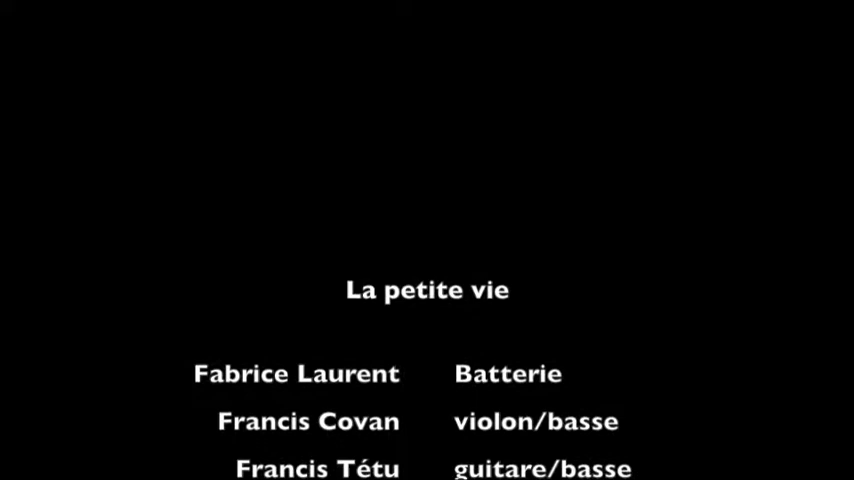 La petite vie
Fabrice Laurent Batterie
Francis Covan violon/basse
Francis Tétu guitare/basse